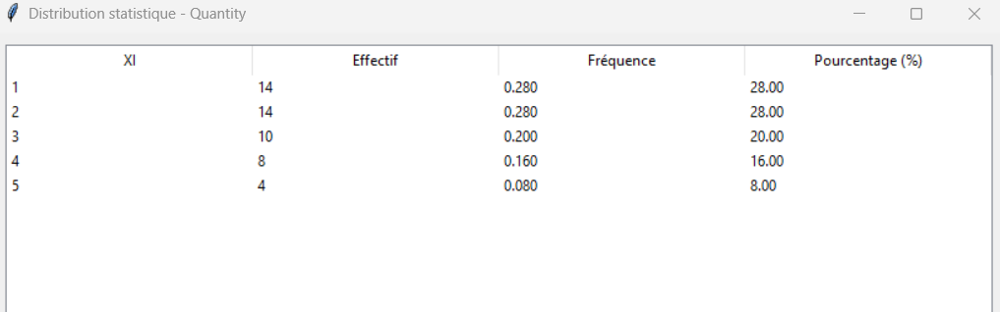 Distribution statistique - Quantity
XI Effectif Fréquence Pourcentage (%)
1 14 0.280 28.00
2 14 0.280 28.00
3 10 0.200 20.00
4 8 0.160 16.00
5 4 0.080 8.00